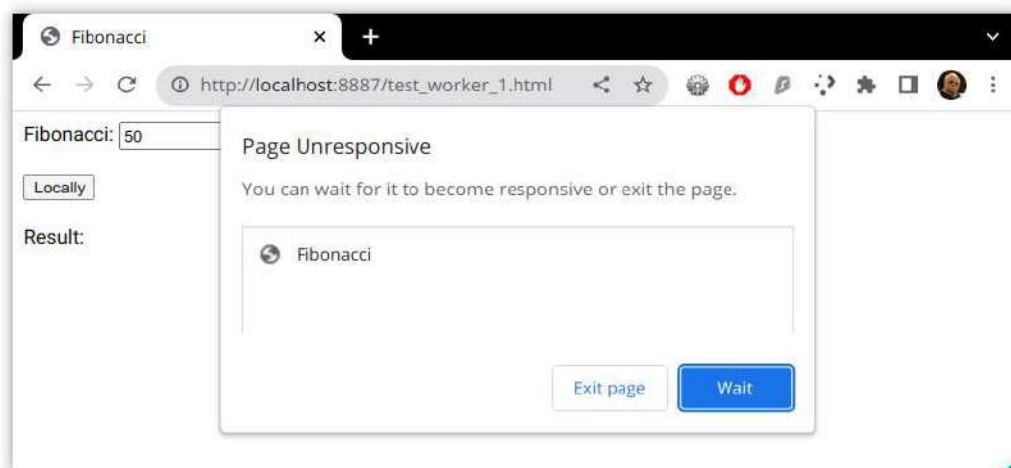 Fibonacci
http://localhost:8887/test_worker_1.html
Fibonacci: 50
Page Unresponsive
You can wait for it to become responsive or exit the page.
Locally
Result:
Fibonacci
Exit page
Wait